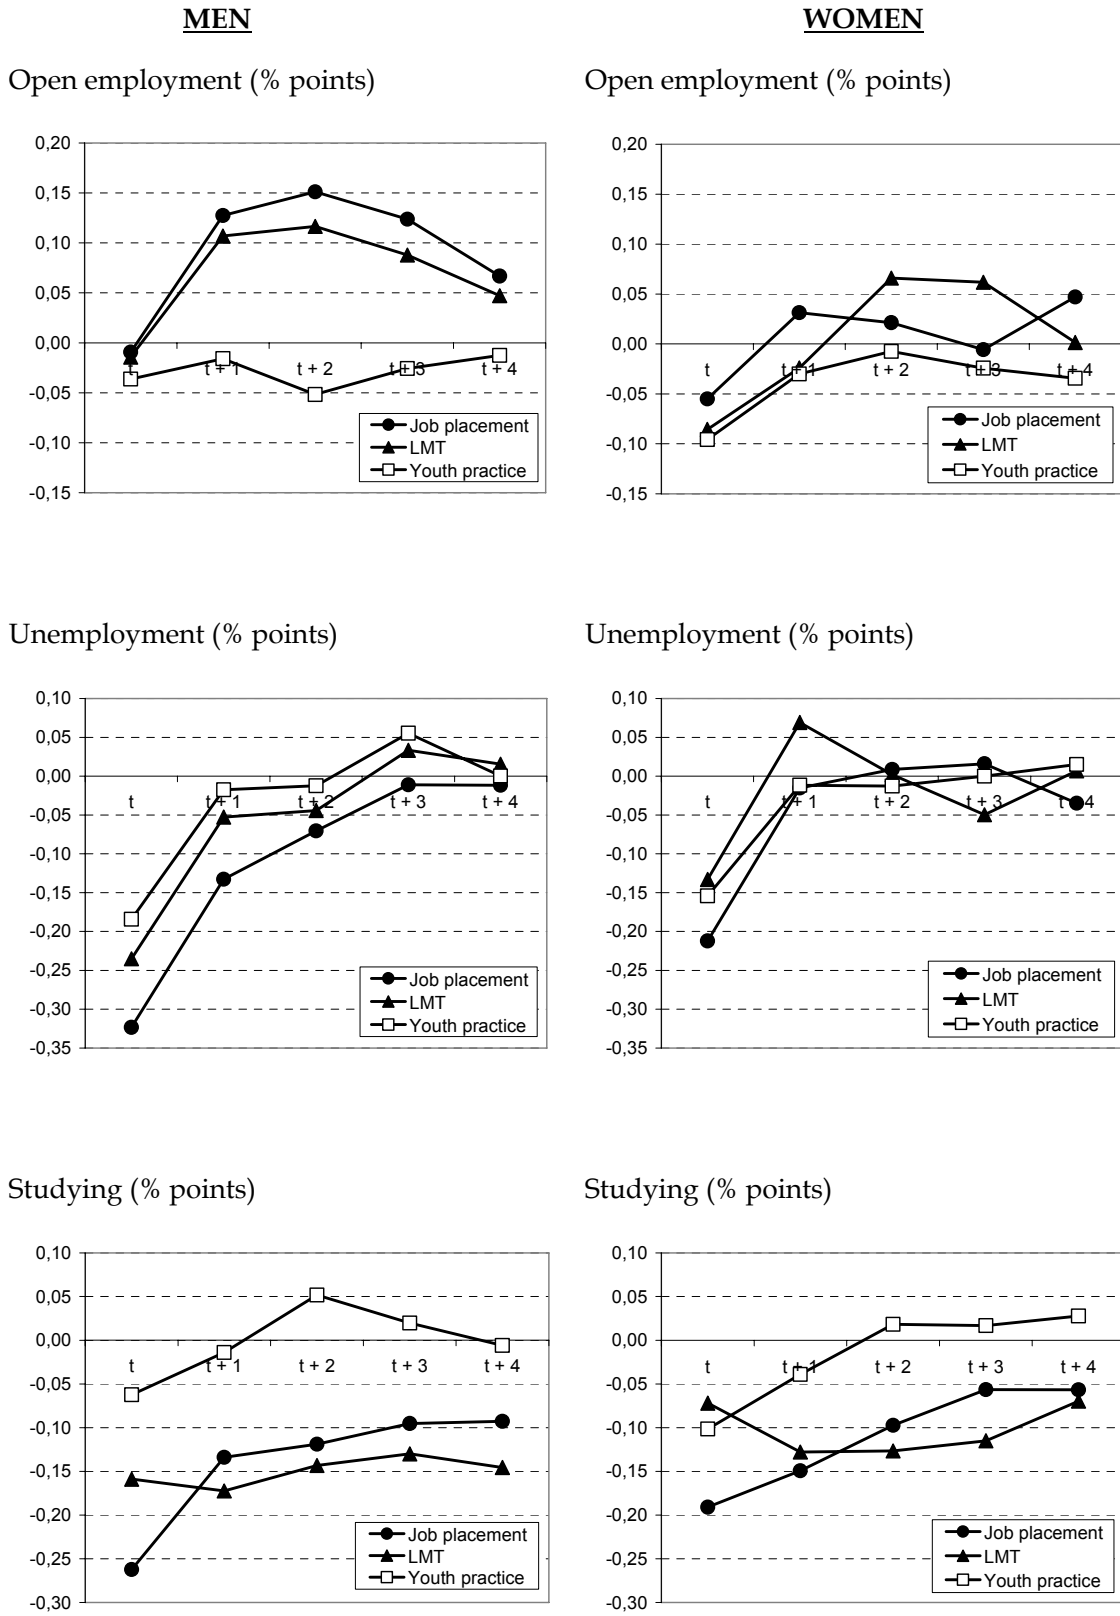 MEN
WOMEN
Open employment (% points)
Open employment (% points)
0,20
0,15
0,10
0,05
0,00
-0,05
-0,10
-0,15
t
t + 1
t + 2
t + 3
t + 4
Job placement
LMT
Youth practice
0,20
0,15
0,10
0,05
0,00
-0,05
-0,10
-0,15
t
t + 1
t + 2
t + 3
t + 4
Job placement
LMT
Youth practice
Unemployment (% points)
Unemployment (% points)
0,10
0,05
0,00
-0,05
-0,10
-0,15
-0,20
-0,25
-0,30
-0,35
t
t + 1
t + 2
t + 3
t + 4
Job placement
LMT
Youth practice
0,10
0,05
0,00
-0,05
-0,10
-0,15
-0,20
-0,25
-0,30
-0,35
t
t + 1
t + 2
t + 3
t + 4
Job placement
LMT
Youth practice
Studying (% points)
Studying (% points)
0,10
0,05
0,00
-0,05
-0,10
-0,15
-0,20
-0,25
-0,30
t
t + 1
t + 2
t + 3
t + 4
Job placement
LMT
Youth practice
0,10
0,05
0,00
-0,05
-0,10
-0,15
-0,20
-0,25
-0,30
t
t + 1
t + 2
t + 3
t + 4
Job placement
LMT
Youth practice